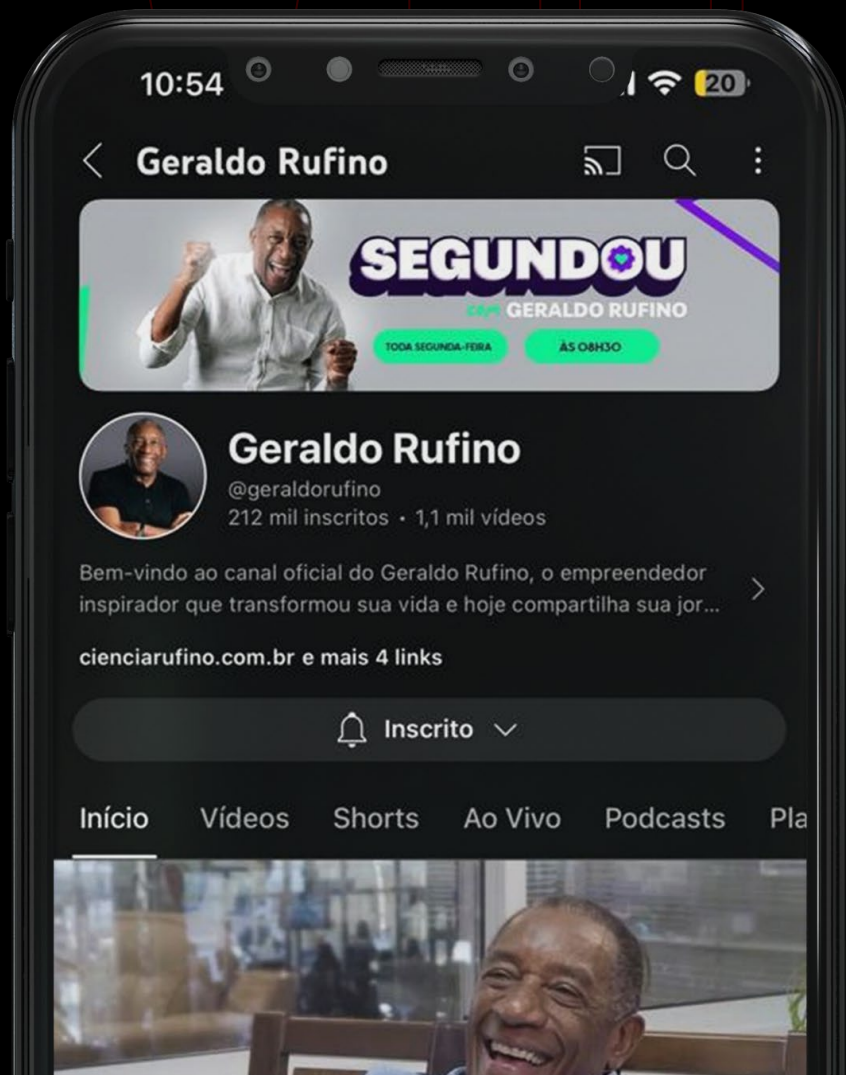 10:54
20
Geraldo Rufino
SEGUNDOU
com GERALDO RUFINO
TODA SEGUNDA-FEIRA
ÀS 08H30
Geraldo Rufino
@geraldorufino
212 mil inscritos • 1,1 mil vídeos
Bem-vindo ao canal oficial do Geraldo Rufino, o empreendedor
inspirador que transformou sua vida e hoje compartilha sua jor...
cienciarufino.com.br e mais 4 links
Inscrito
Início Vídeos Shorts Ao Vivo Podcasts Pla